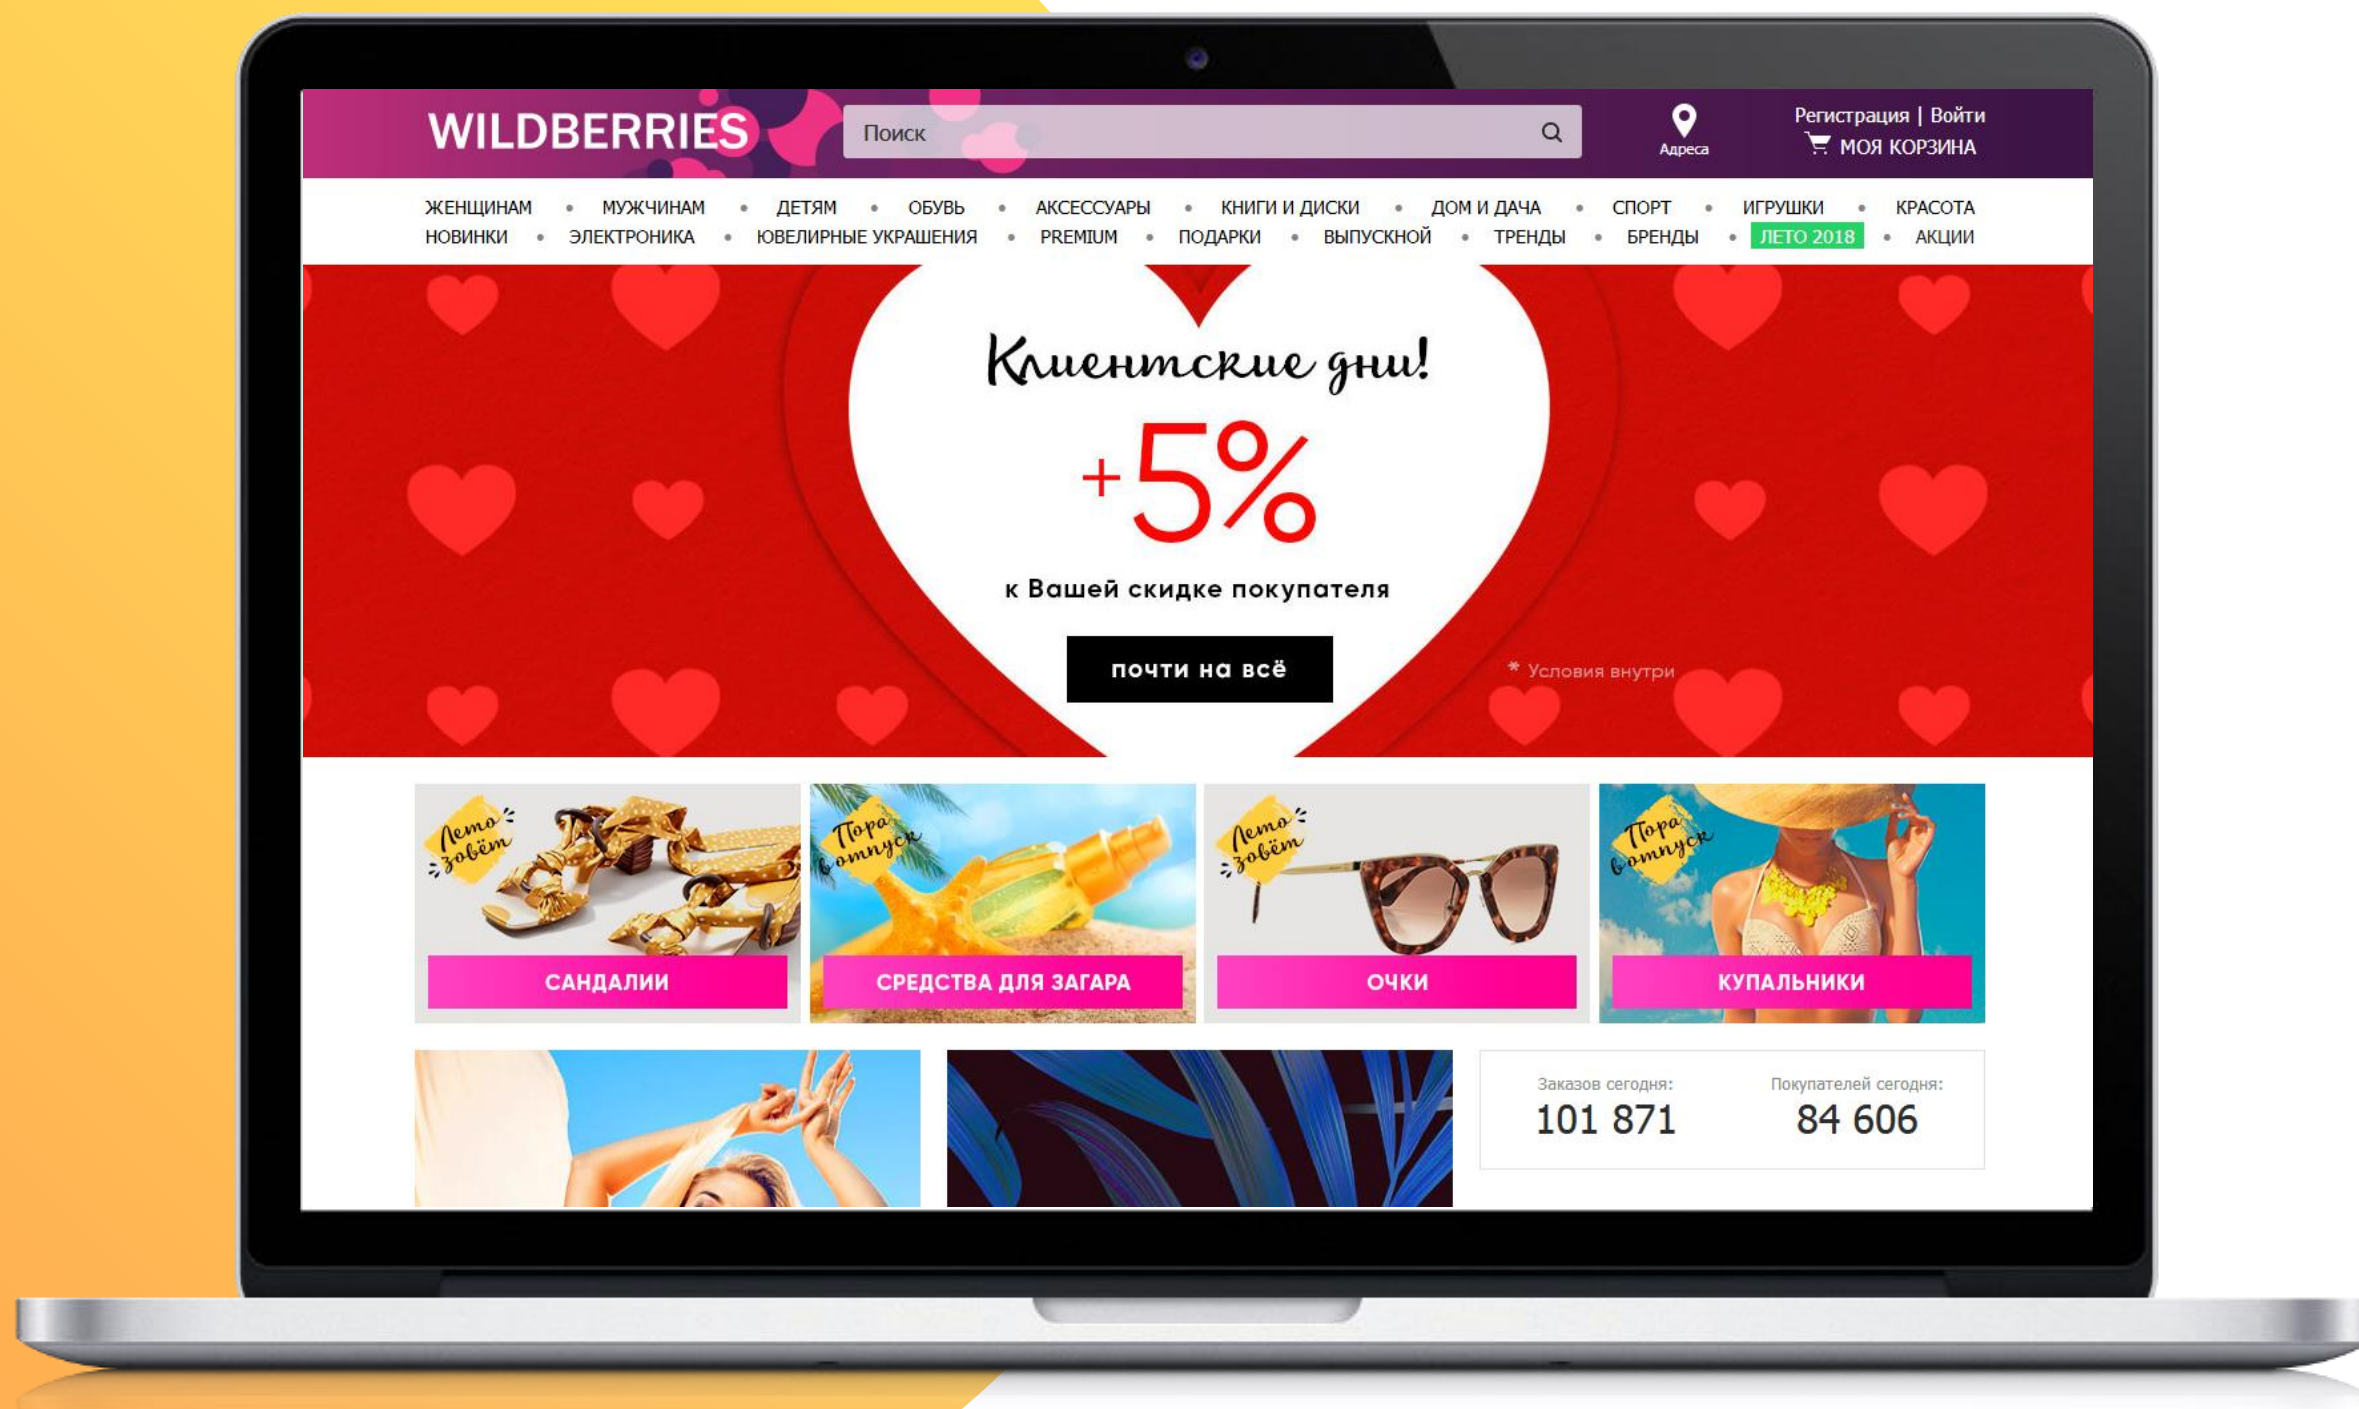 WILDBERRIES
Поиск
Адреса
Регистрация | Войти
МОЯ КОРЗИНА
ЖЕНЩИНАМ • МУЖЧИНАМ • ДЕТЯМ • ОБУВЬ • АКСЕССУАРЫ • КНИГИ И ДИСКИ • ДОМ И ДАЧА • СПОРТ • ИГРУШКИ • КРАСОТА
НОВИНКИ • ЭЛЕКТРОНИКА • ЮВЕЛИРНЫЕ УКРАШЕНИЯ • PREMIUM • ПОДАРКИ • ВЫПУСКНОЙ • ТРЕНДЫ • БРЕНДЫ • ЛЕТО 2018 • АКЦИИ
Клиентские дни!
+5%
к Вашей скидке покупателя
почти на всё
* Условия внутри
Лето
зовёт
САНДАЛИИ
Пора
в отпуск
СРЕДСТВА ДЛЯ ЗАГАРА
Лето
зовёт
ОЧКИ
Пора
в отпуск
КУПАЛЬНИКИ
Заказов сегодня:
101 871
Покупателей сегодня:
84 606